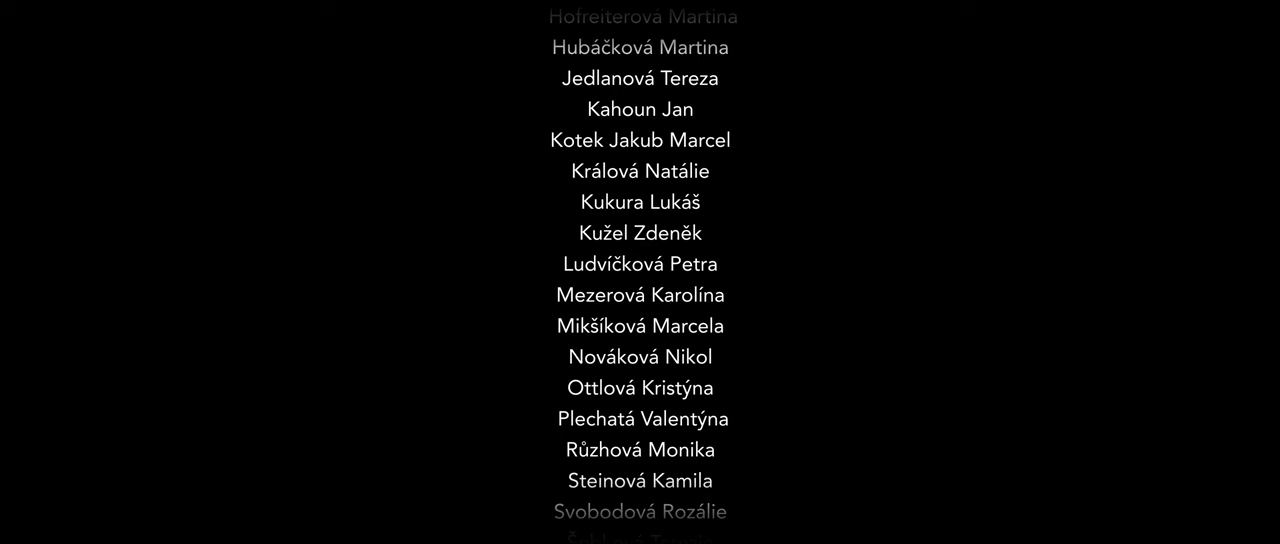 Hofreiterová Martina
Hubáčková Martina
Jedlanová Tereza
Kahoun Jan
Kotek Jakub Marcel
Králová Natálie
Kukura Lukáš
Kužel Zdeněk
Ludvíčková Petra
Mezerová Karolína
Mikšíková Marcela
Nováková Nikol
Ottlová Kristýna
Plechatá Valentýna
Růzhová Monika
Steinová Kamila
Svobodová Rozálie